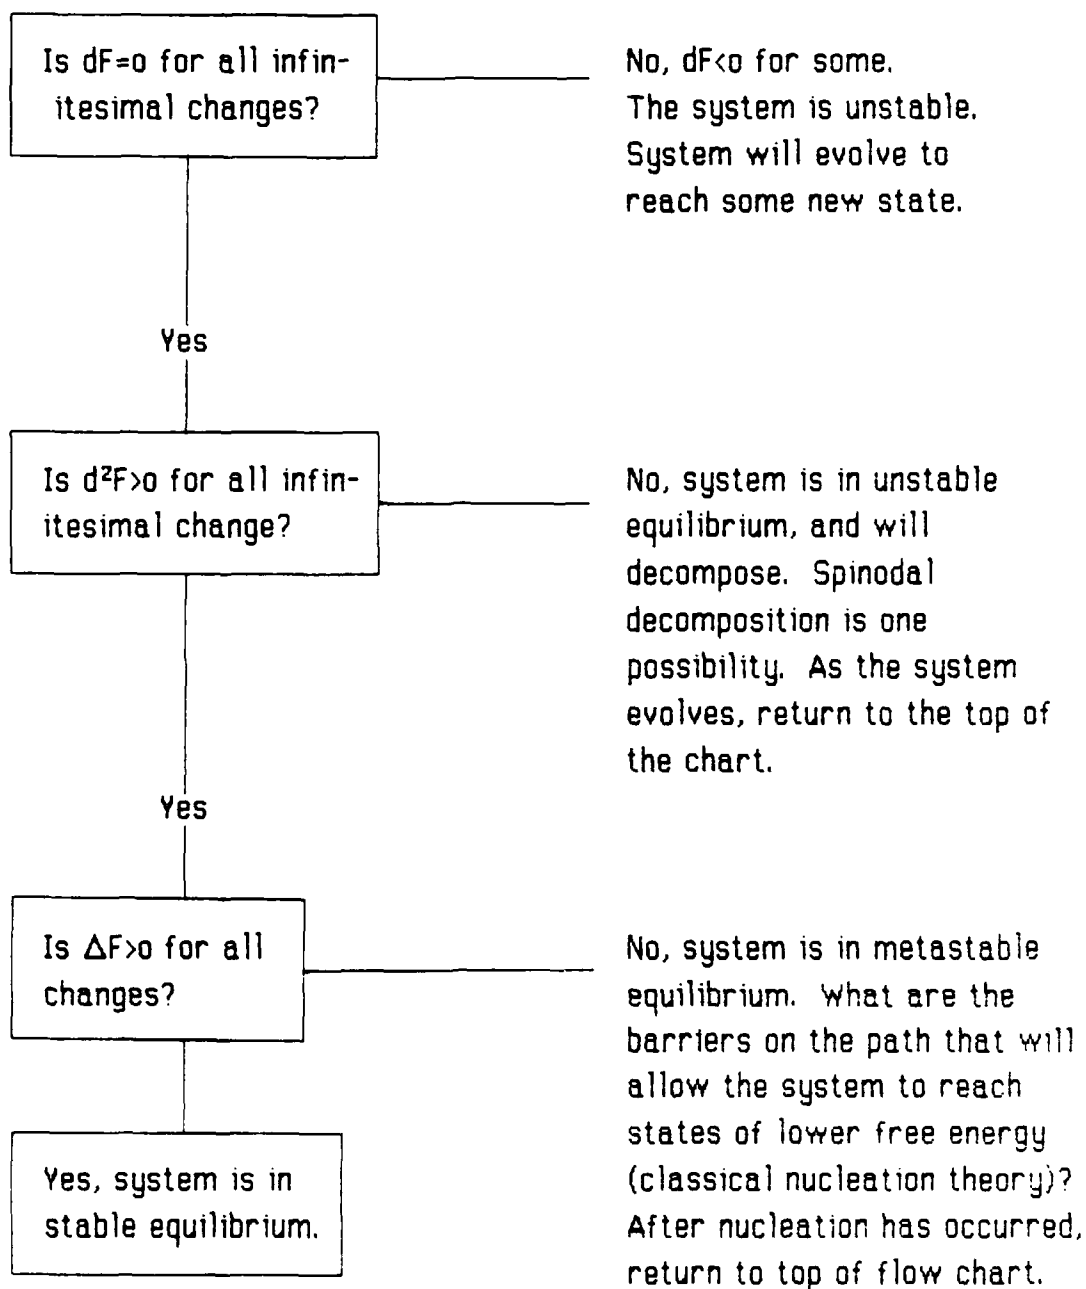 Is dF=o for all infin-
itesimal changes?
No, dF<o for some.
The system is unstable.
System will evolve to
reach some new state.
Yes
Is d²F>o for all infin-
itesimal change?
No, system is in unstable
equilibrium, and will
decompose. Spinodal
decomposition is one
possibility. As the system
evolves, return to the top of
the chart.
Yes
Is ΔF>o for all
changes?
No, system is in metastable
equilibrium. What are the
barriers on the path that will
allow the system to reach
states of lower free energy
(classical nucleation theory)?
After nucleation has occurred,
return to top of flow chart.
Yes, system is in
stable equilibrium.